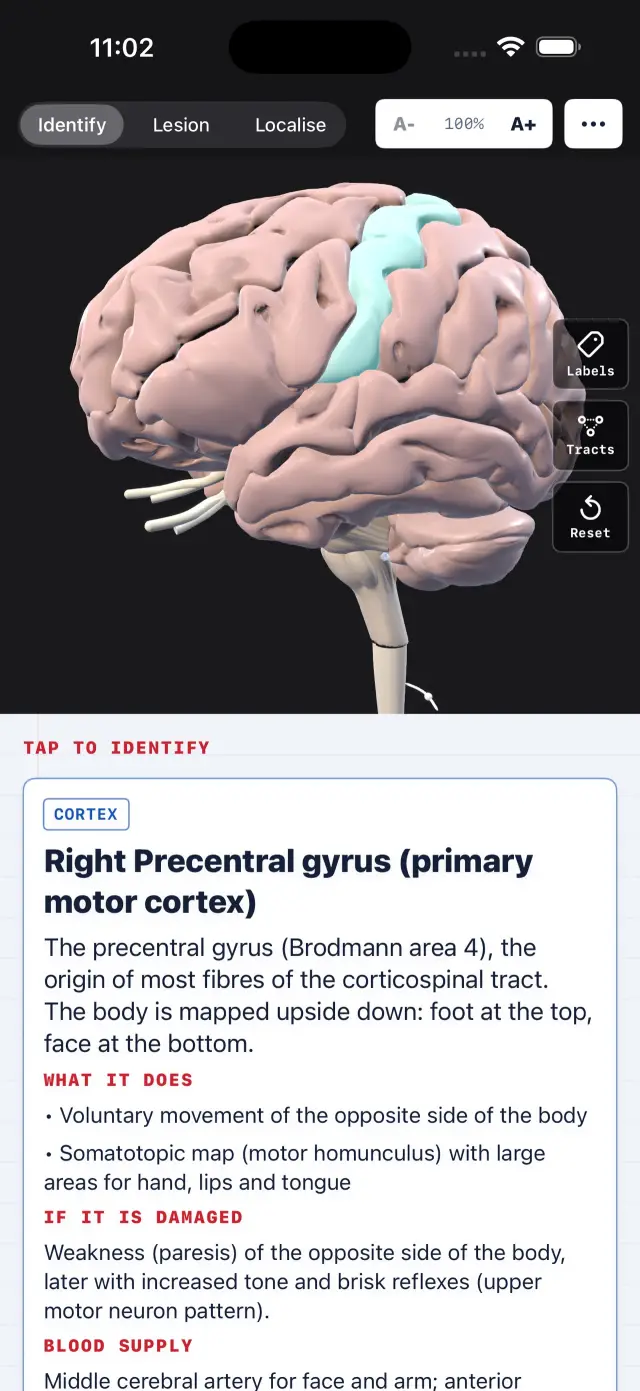 11:02
Identify Lesion Localise A- 100% A+
Labels
Tracts
Reset
TAP TO IDENTIFY
CORTEX
Right Precentral gyrus (primary
motor cortex)
The precentral gyrus (Brodmann area 4), the
origin of most fibres of the corticospinal tract.
The body is mapped upside down: foot at the top,
face at the bottom.
WHAT IT DOES
• Voluntary movement of the opposite side of the body
• Somatotopic map (motor homunculus) with large
areas for hand, lips and tongue
IF IT IS DAMAGED
Weakness (paresis) of the opposite side of the body,
later with increased tone and brisk reflexes (upper
motor neuron pattern).
BLOOD SUPPLY
Middle cerebral artery for face and arm; anterior